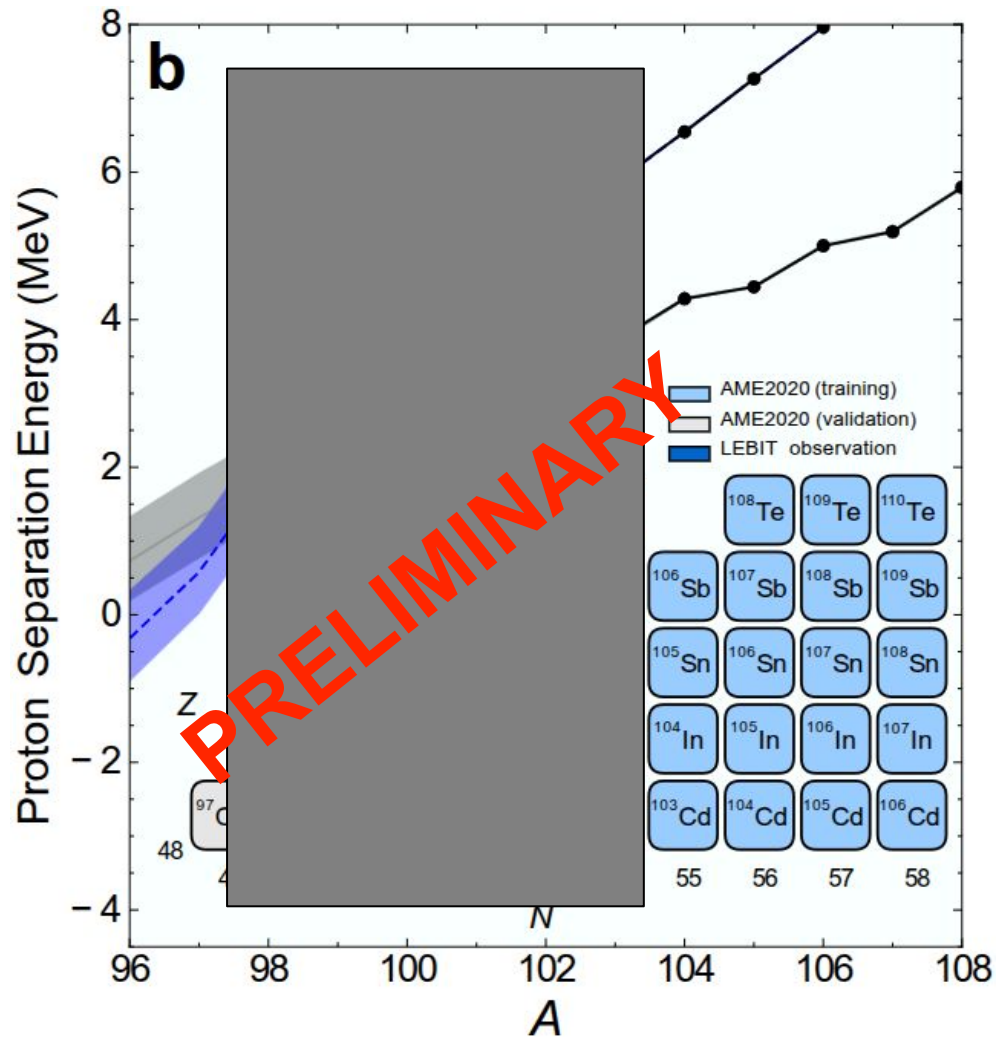 b
Proton Separation Energy (MeV)
8
6
4
2
0
−2
−4
PRELIMINARY
AME2020 (training)
AME2020 (validation)
LEBIT observation
108Te 109Te 110Te
106Sb 107Sb 108Sb 109Sb
105Sn 106Sn 107Sn 108Sn
Z
104In 105In 106In 107In
97C 103Cd 104Cd 105Cd 106Cd
48
4 55 56 57 58
N
96 98 100 102 104 106 108
A